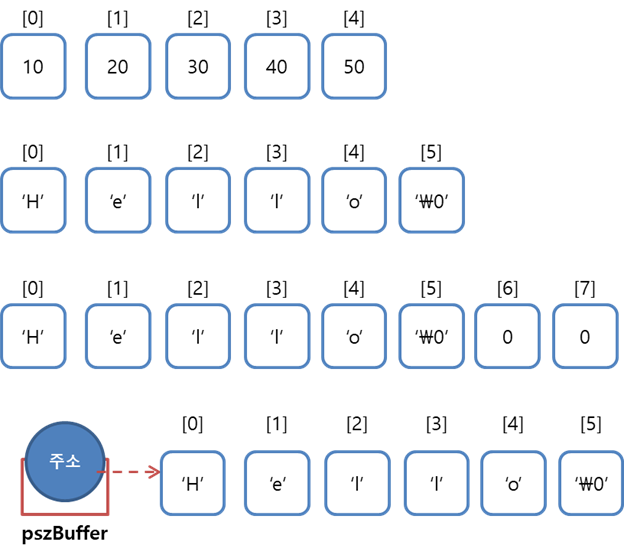 [0] [1] [2] [3] [4]
10 20 30 40 50
[0] [1] [2] [3] [4] [5]
‘H’ ‘e’ ‘l’ ‘l’ ‘o’ ‘₩0’
[0] [1] [2] [3] [4] [5] [6] [7]
‘H’ ‘e’ ‘l’ ‘l’ ‘o’ ‘₩0’ 0 0
[0] [1] [2] [3] [4] [5]
주소 ‘H’ ‘e’ ‘l’ ‘l’ ‘o’ ‘₩0’
pszBuffer